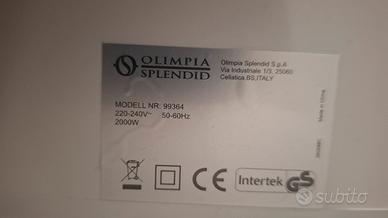 OLIMPIA
SPLENDID
Olimpia Splendid S.p.A
Via Industriale 1/3, 25060
Cellatica.BS,ITALY
MODELL NR: 99364
220-240V~ 50-60Hz
2000W
Made in China
CE
Intertek
GS
subito